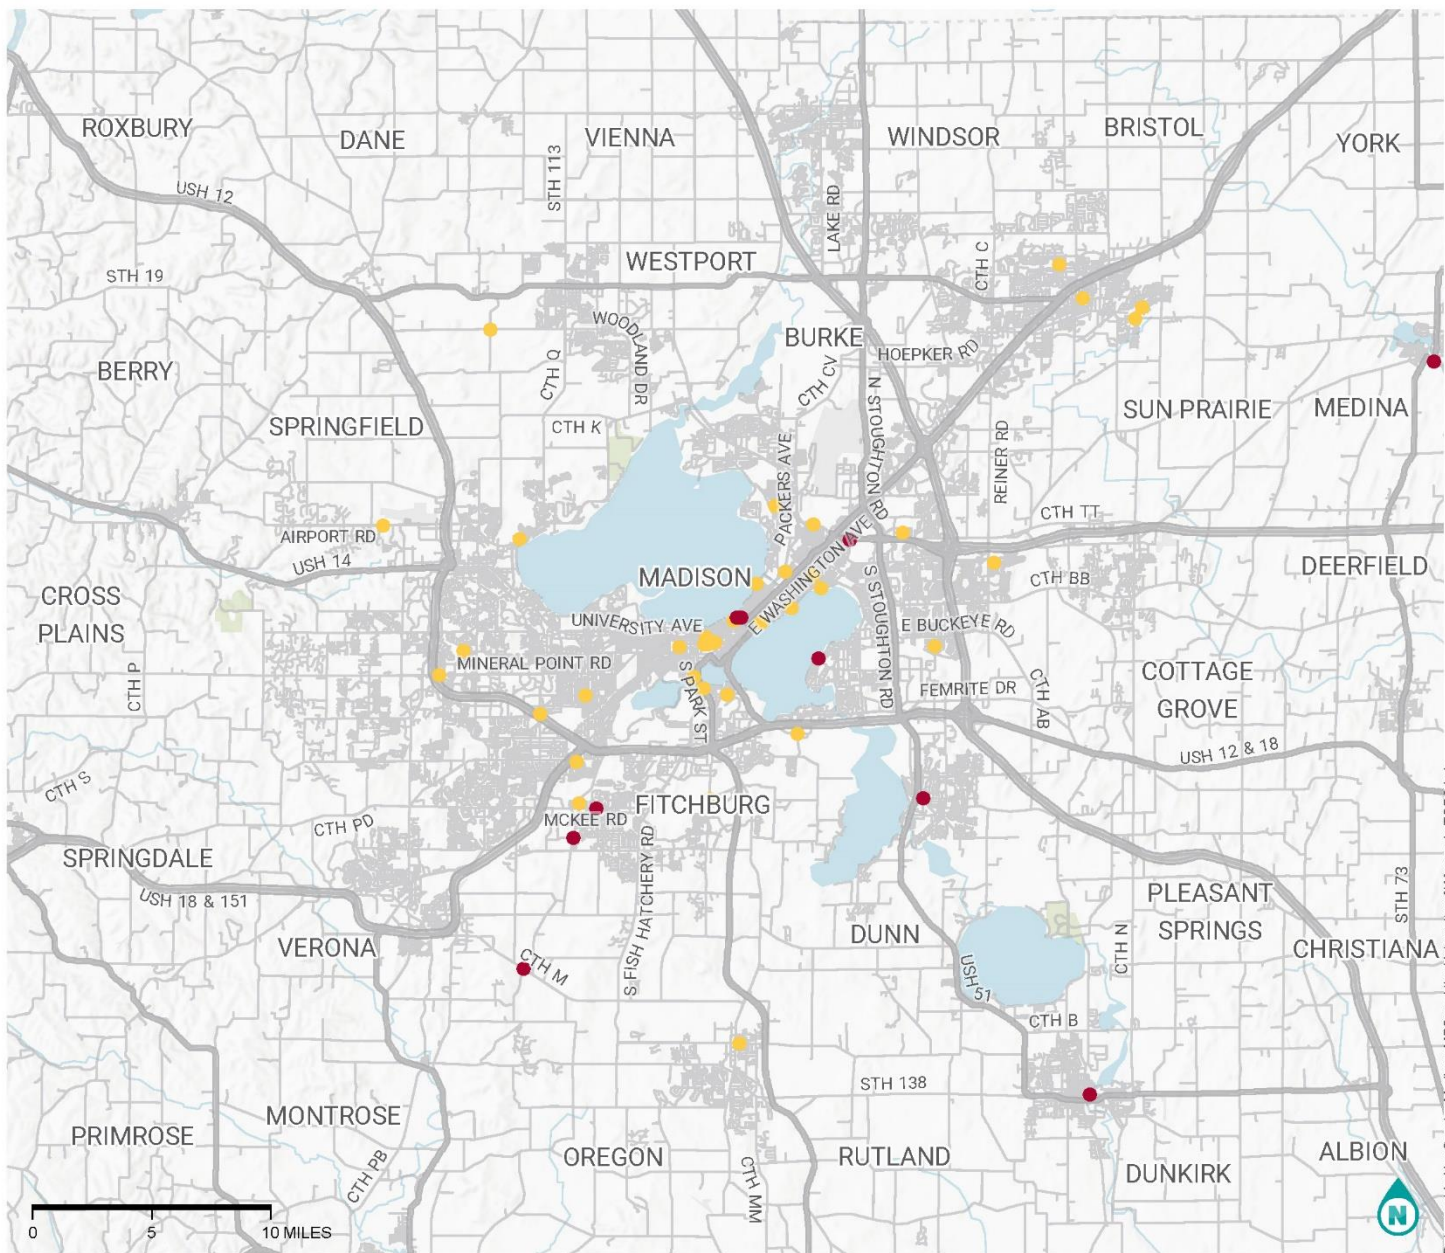 ROXBURY
DANE
VIENNA
WINDSOR
BRISTOL
YORK
USH 12
STH 113
LAKE RD
WESTPORT
CTH C
STH 19
WOODLAND DR
BURKE
HOEPKER RD
CTH Q
CTH CV
BERRY
N STOUGHTON RD
SPRINGFIELD
CTH K
SUN PRAIRIE
MEDINA
PACKERS AVE
REINER RD
AIRPORT RD
USH 14
CTH TT
MADISON
E WASHINGTON AVE
S STOUGHTON RD
CTH BB
DEERFIELD
CROSS
PLAINS
UNIVERSITY AVE
E BUCKEYE RD
MINERAL POINT RD
S PARK ST
FEMRITE DR
CTH AB
COTTAGE
GROVE
CTH P
USH 12 & 18
CTH S
CTH PD
MCKEE RD
FITCHBURG
SPRINGDALE
USH 18 & 151
S FISH HATCHERY RD
STH 73
PLEASANT
SPRINGS
VERONA
CTH M
DUNN
CTH N
CHRISTIANA
USH 51
CTH B
STH 138
MONTROSE
PRIMROSE
CTH PB
OREGON
CTH MM
RUTLAND
DUNKIRK
ALBION
0 5 10 MILES
N